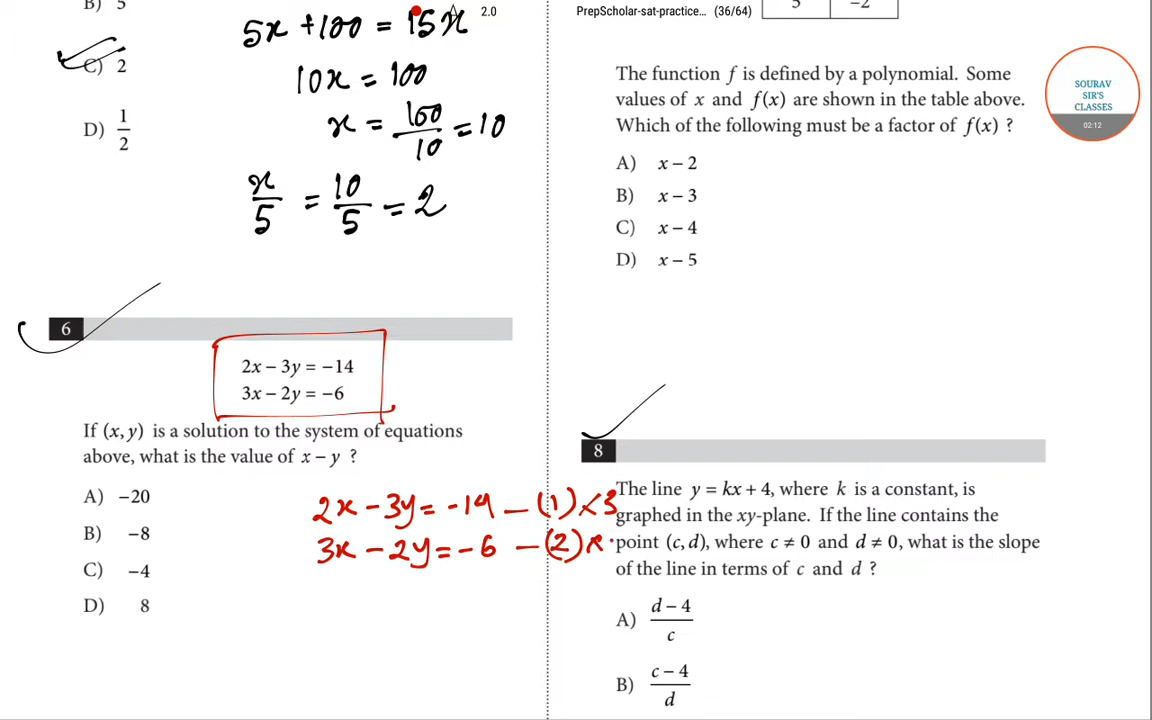 B) 5
C) 2
D) 1/2
5x + 100 = 15x
10x = 100
x = 100/10 = 10
x/5 = 10/5 = 2
2.0
6
2x – 3y = –14
3x – 2y = –6
If (x, y) is a solution to the system of equations
above, what is the value of x – y ?
A) –20
B) –8
C) –4
D) 8
2x – 3y = –14 – (1) × 3
3x – 2y = –6 – (2) ×
PrepScholar-sat-practice... (36/64)
5 –2
The function f is defined by a polynomial. Some
values of x and f(x) are shown in the table above.
Which of the following must be a factor of f(x) ?
A) x – 2
B) x – 3
C) x – 4
D) x – 5
SOURAV
SIR'S
CLASSES
02:12
8
The line y = kx + 4, where k is a constant, is
graphed in the xy-plane. If the line contains the
point (c, d), where c ≠ 0 and d ≠ 0, what is the slope
of the line in terms of c and d ?
A) d – 4/c
B) c – 4/d